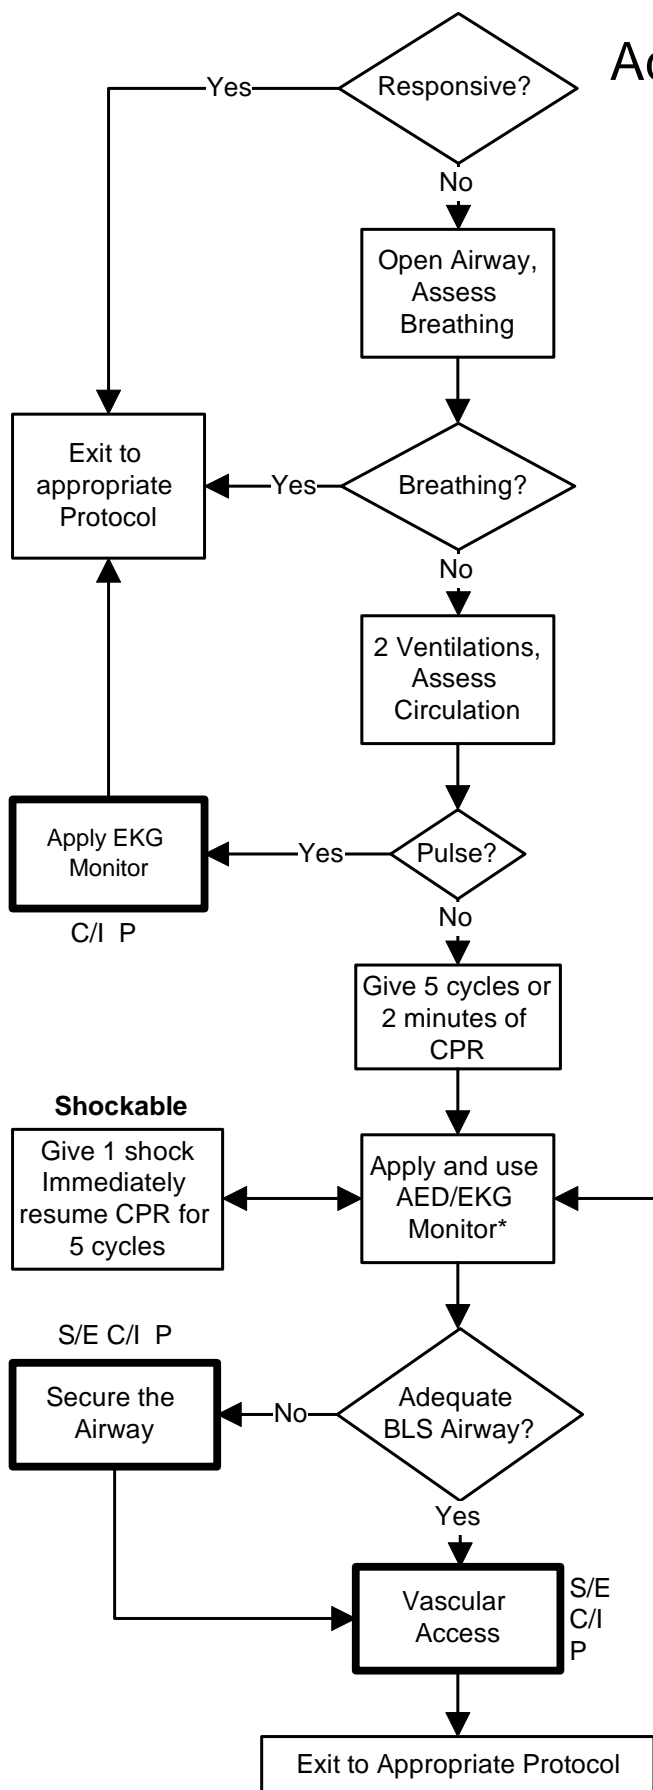 Responsive?
Yes
No
Open Airway,
Assess
Breathing
Exit to
appropriate
Protocol
Yes
Breathing?
No
2 Ventilations,
Assess
Circulation
Apply EKG
Monitor
Yes
Pulse?
C/I P
No
Give 5 cycles or
2 minutes of
CPR
Shockable
Give 1 shock
Immediately
resume CPR for
5 cycles
Apply and use
AED/EKG
Monitor*
S/E C/I P
Secure the
Airway
No
Adequate
BLS Airway?
Yes
Vascular
Access
S/E
C/I
P
Exit to Appropriate Protocol